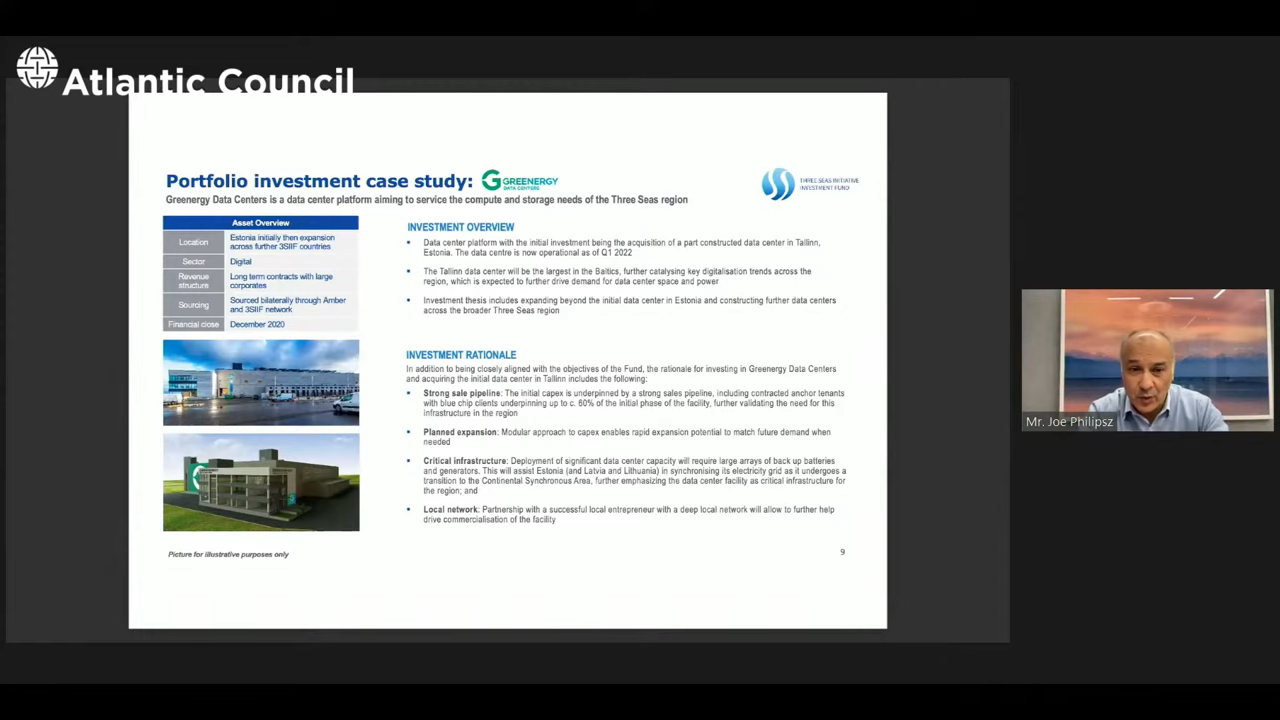 Atlantic Council
Portfolio investment case study:
GREENERGY
DATA CENTERS
THREE SEAS INITIATIVE
INVESTMENT FUND
Greenergy Data Centers is a data center platform aiming to service the compute and storage needs of the Three Seas region
Asset Overview
Location
Estonia initially then expansion
across further 3SIIF countries
Sector
Digital
Revenue
structure
Long term contracts with large
corporates
Sourcing
Sourced bilaterally through Amber
and 3SIIF network
Financial close
December 2020
Picture for illustrative purposes only
INVESTMENT OVERVIEW
▪ Data center platform with the initial investment being the acquisition of a part constructed data center in Tallinn,
Estonia. The data centre is now operational as of Q1 2022
▪ The Tallinn data center will be the largest in the Baltics, further catalysing key digitalisation trends across the
region, which is expected to further drive demand for data center space and power
▪ Investment thesis includes expanding beyond the initial data center in Estonia and constructing further data centers
across the broader Three Seas region
INVESTMENT RATIONALE
In addition to being closely aligned with the objectives of the Fund, the rationale for investing in Greenergy Data Centers
and acquiring the initial data center in Tallinn includes the following:
▪ Strong sale pipeline: The initial capex is underpinned by a strong sales pipeline, including contracted anchor tenants
with blue chip clients underpinning up to c. 60% of the initial phase of the facility, further validating the need for this
infrastructure in the region
▪ Planned expansion: Modular approach to capex enables rapid expansion potential to match future demand when
needed
▪ Critical infrastructure: Deployment of significant data center capacity will require large arrays of back up batteries
and generators. This will assist Estonia (and Latvia and Lithuania) in synchronising its electricity grid as it undergoes a
transition to the Continental Synchronous Area, further emphasizing the data center facility as critical infrastructure for
the region; and
▪ Local network: Partnership with a successful local entrepreneur with a deep local network will allow to further help
drive commercialisation of the facility
9
Mr. Joe Philipsz